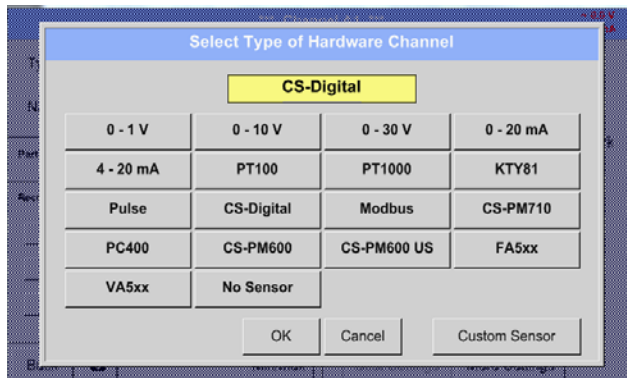 *** Channel A1 ***
Select Type of Hardware Channel
CS-Digital
0 - 1 V
0 - 10 V
0 - 30 V
0 - 20 mA
4 - 20 mA
PT100
PT1000
KTY81
Pulse
CS-Digital
Modbus
CS-PM710
PC400
CS-PM600
CS-PM600 US
FA5xx
VA5xx
No Sensor
OK
Cancel
Custom Sensor